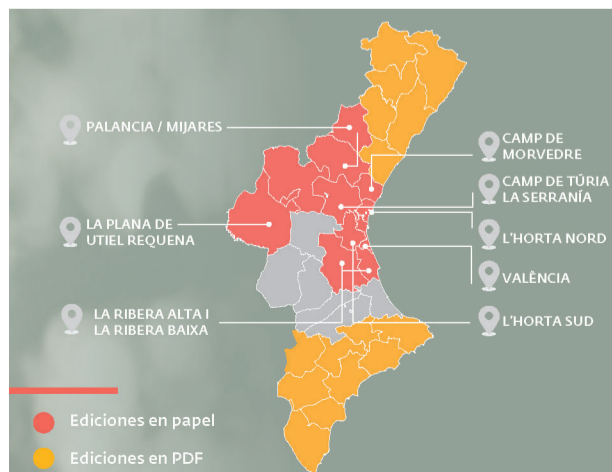 PALANCIA / MIJARES
LA PLANA DE
UTIEL REQUENA
LA RIBERA ALTA I
LA RIBERA BAIXA
CAMP DE
MORVEDRE
CAMP DE TÚRIA
LA SERRANÍA
L'HORTA NORD
VALÈNCIA
L'HORTA SUD
Ediciones en papel
Ediciones en PDF